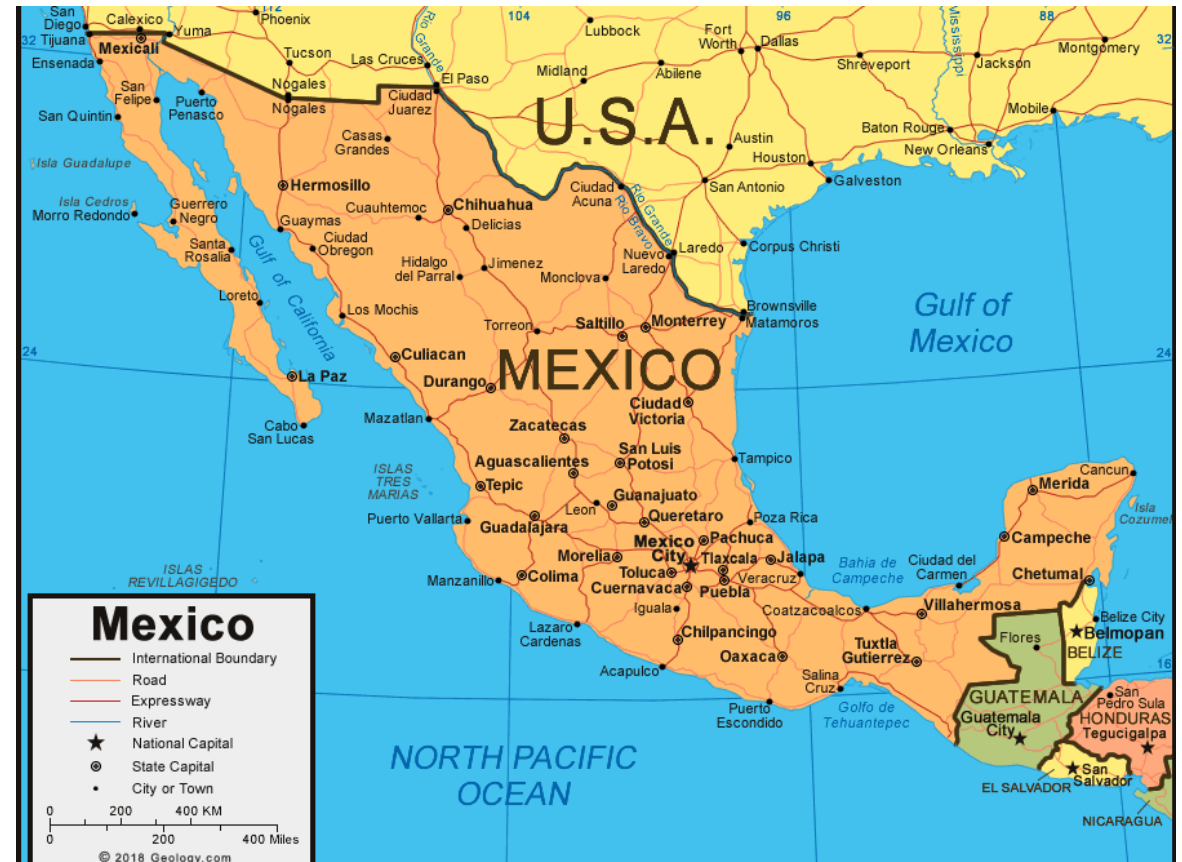 San
Diego
Tijuana
Calexico
Mexicali
Yuma
112
Phoenix
104
96
88
32
32
Ensenada
Tucson
Las Cruces
El Paso
Rio Grande
Lubbock
Fort
Worth
Dallas
Midland
Abilene
Shreveport
Mississippi
Jackson
Montgomery
San
Felipe
San Quintin
Puerto
Penasco
Nogales
Nogales
Ciudad
Juarez
U.S.A.
Austin
Houston
Baton Rouge
New Orleans
Mobile
Casas
Grandes
Isla Guadalupe
Isla Cedros
Morro Redondo
Guerrero
Negro
Hermosillo
Cuauhtemoc
Chihuahua
Delicias
Ciudad
Acuna
San Antonio
Galveston
Rio Grande
Rio Bravo
Guaymas
Ciudad
Obregon
Santa
Rosalia
Gulf of California
Hidalgo
del Parral
Jimenez
Monclova
Nuevo
Laredo
Laredo
Corpus Christi
Loreto
Los Mochis
Torreon
Saltillo
Monterrey
Brownsville
Matamoros
Gulf of
Mexico
24
24
Culiacan
La Paz
Durango
MEXICO
Cabo
San Lucas
Mazatlan
Zacatecas
Ciudad
Victoria
Aguascalientes
San Luis
Potosi
Tampico
ISLAS
TRES
MARIAS
Tepic
Leon
Guanajuato
Puerto Vallarta
Guadalajara
Queretaro
Poza Rica
Cancun
Merida
Isla
Cozumel
Campeche
Mexico
City
Pachuca
Tlaxcala
Jalapa
Morelia
Toluca
Cuernavaca
Puebla
Veracruz
Bahia de
Campeche
Ciudad del
Carmen
Chetumal
ISLAS
REVILLAGIGEDO
Manzanillo
Colima
Iguala
Coatzacoalcos
Villahermosa
Belize City
Belmopan
BELIZE
Flores
Lazaro
Cardenas
Chilpancingo
Oaxaca
Tuxtla
Gutierrez
Acapulco
Salina
Cruz
16
Puerto
Escondido
Golfo de
Tehuantepec
GUATEMALA
Guatemala
City
San
Pedro Sula
HONDURAS
Tegucigalpa
NORTH PACIFIC
OCEAN
EL SALVADOR
San
Salvador
NICARAGUA
Mexico
International Boundary
Road
Expressway
River
National Capital
State Capital
City or Town
0 200 400 KM
0 200 400 Miles
© 2018 Geology.com